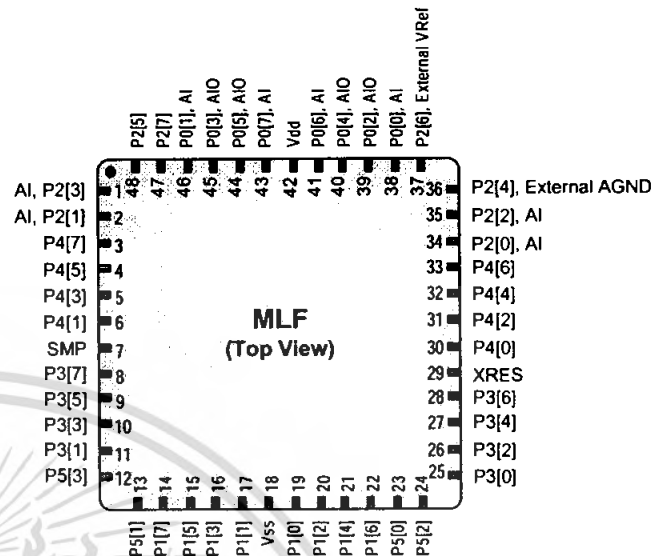 P2[5]
P2[7]
P0[1], AI
P0[3], AIO
P0[5], AIO
P0[7], AI
Vdd
P0[6], AI
P0[4], AIO
P0[2], AIO
P0[0], AI
P2[6], External VRef
48
47
46
45
44
43
42
41
40
39
38
37
AI, P2[3] 1
AI, P2[1] 2
P4[7] 3
P4[5] 4
P4[3] 5
P4[1] 6
SMP 7
P3[7] 8
P3[5] 9
P3[3] 10
P3[1] 11
P5[3] 12
MLF
(Top View)
36 P2[4], External AGND
35 P2[2], AI
34 P2[0], AI
33 P4[6]
32 P4[4]
31 P4[2]
30 P4[0]
29 XRES
28 P3[6]
27 P3[4]
26 P3[2]
25 P3[0]
13
14
15
16
17
18
19
20
21
22
23
24
P5[1]
P1[7]
P1[5]
P1[3]
P1[1]
Vss
P1[0]
P1[2]
P1[4]
P1[6]
P5[0]
P5[2]